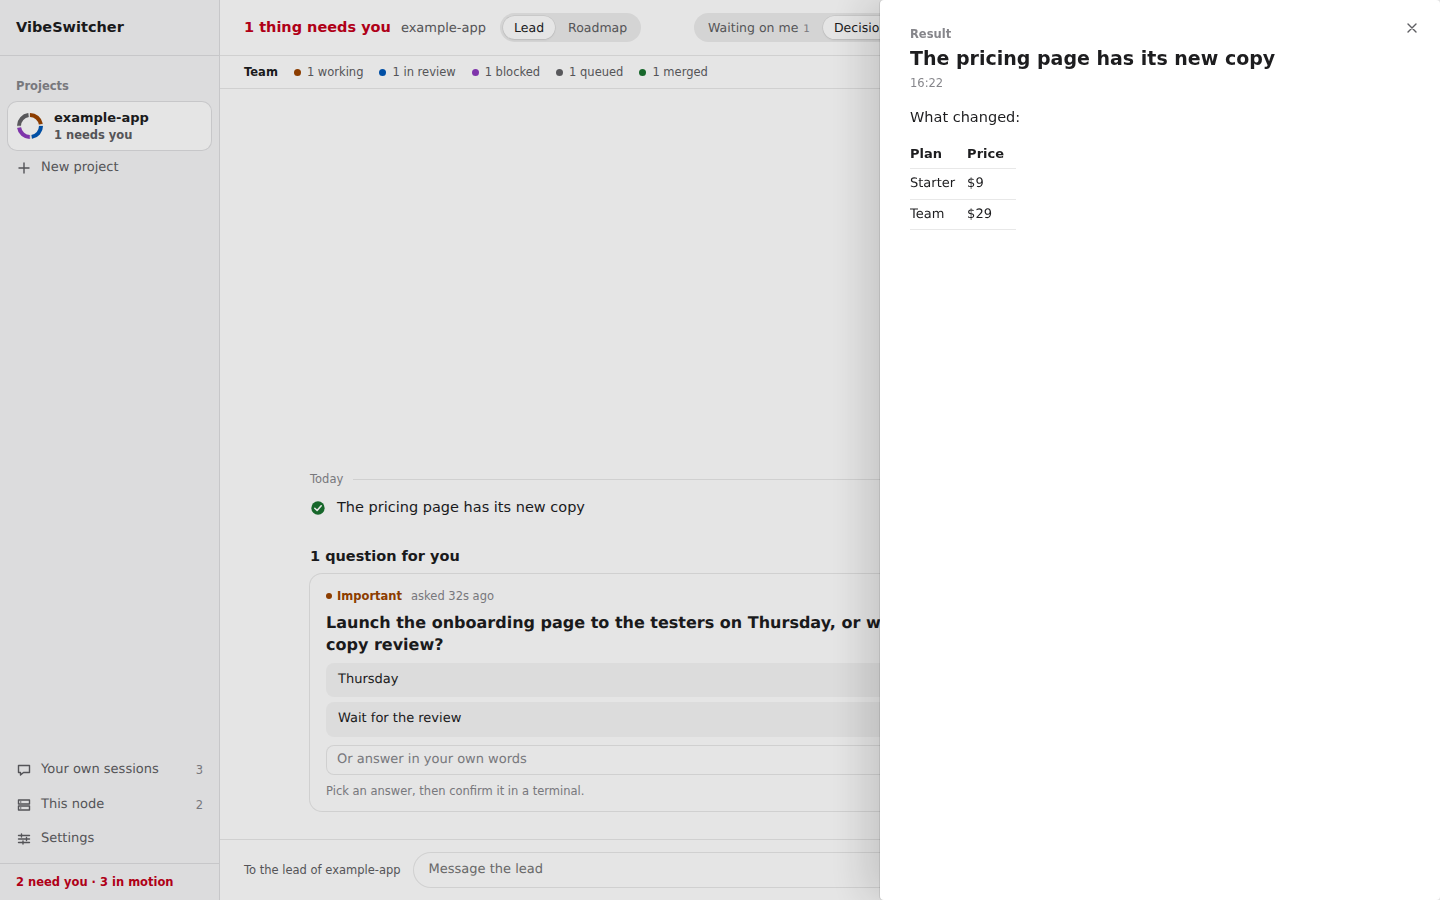 VibeSwitcher
Projects
example-app
1 needs you
New project
Your own sessions 3
This node 2
Settings
2 need you · 3 in motion
1 thing needs you example-app Lead Roadmap Waiting on me 1
Team 1 working 1 in review 1 blocked 1 queued 1 merged
Today
The pricing page has its new copy
1 question for you
Important asked 32s ago
Launch the onboarding page to the testers on Thursday, or
copy review?
Thursday
Wait for the review
Or answer in your own words
Pick an answer, then confirm it in a terminal.
To the lead of example-app Message the lead
Result
The pricing page has its new copy
16:22
What changed:
Plan Price
Starter $9
Team $29